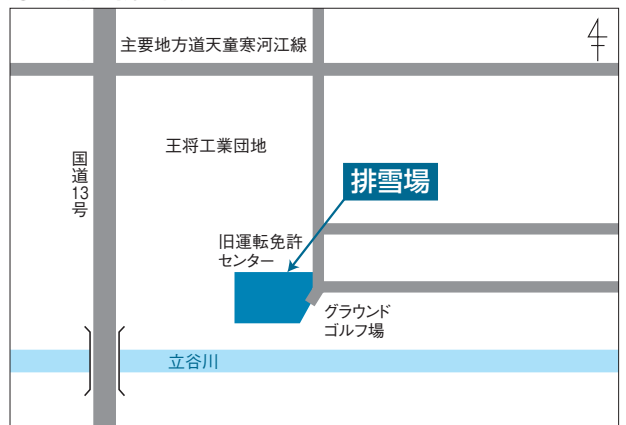 主要地方道天童寒河江線
王将工業団地
国道13号
排雪場
旧運転免許
センター
グラウンド
ゴルフ場
立谷川